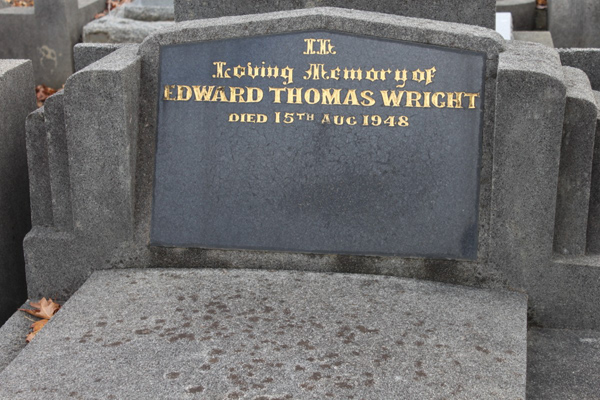 In
Loving Memory of
EDWARD THOMAS WRIGHT
DIED 15TH AUG 1948